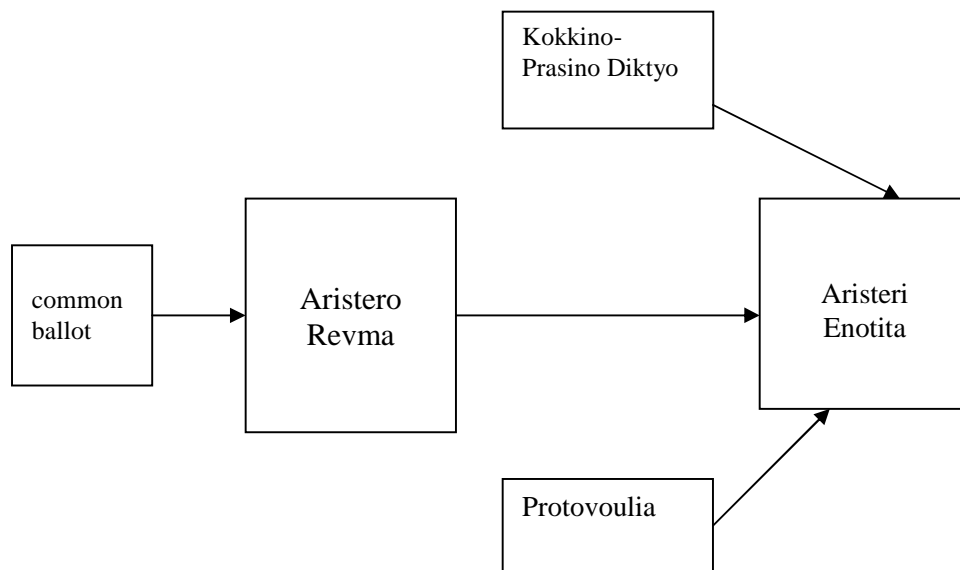 Kokkino-
Prasino Diktyo
common
ballot
Aristero
Revma
Aristeri
Enotita
Protovoulia